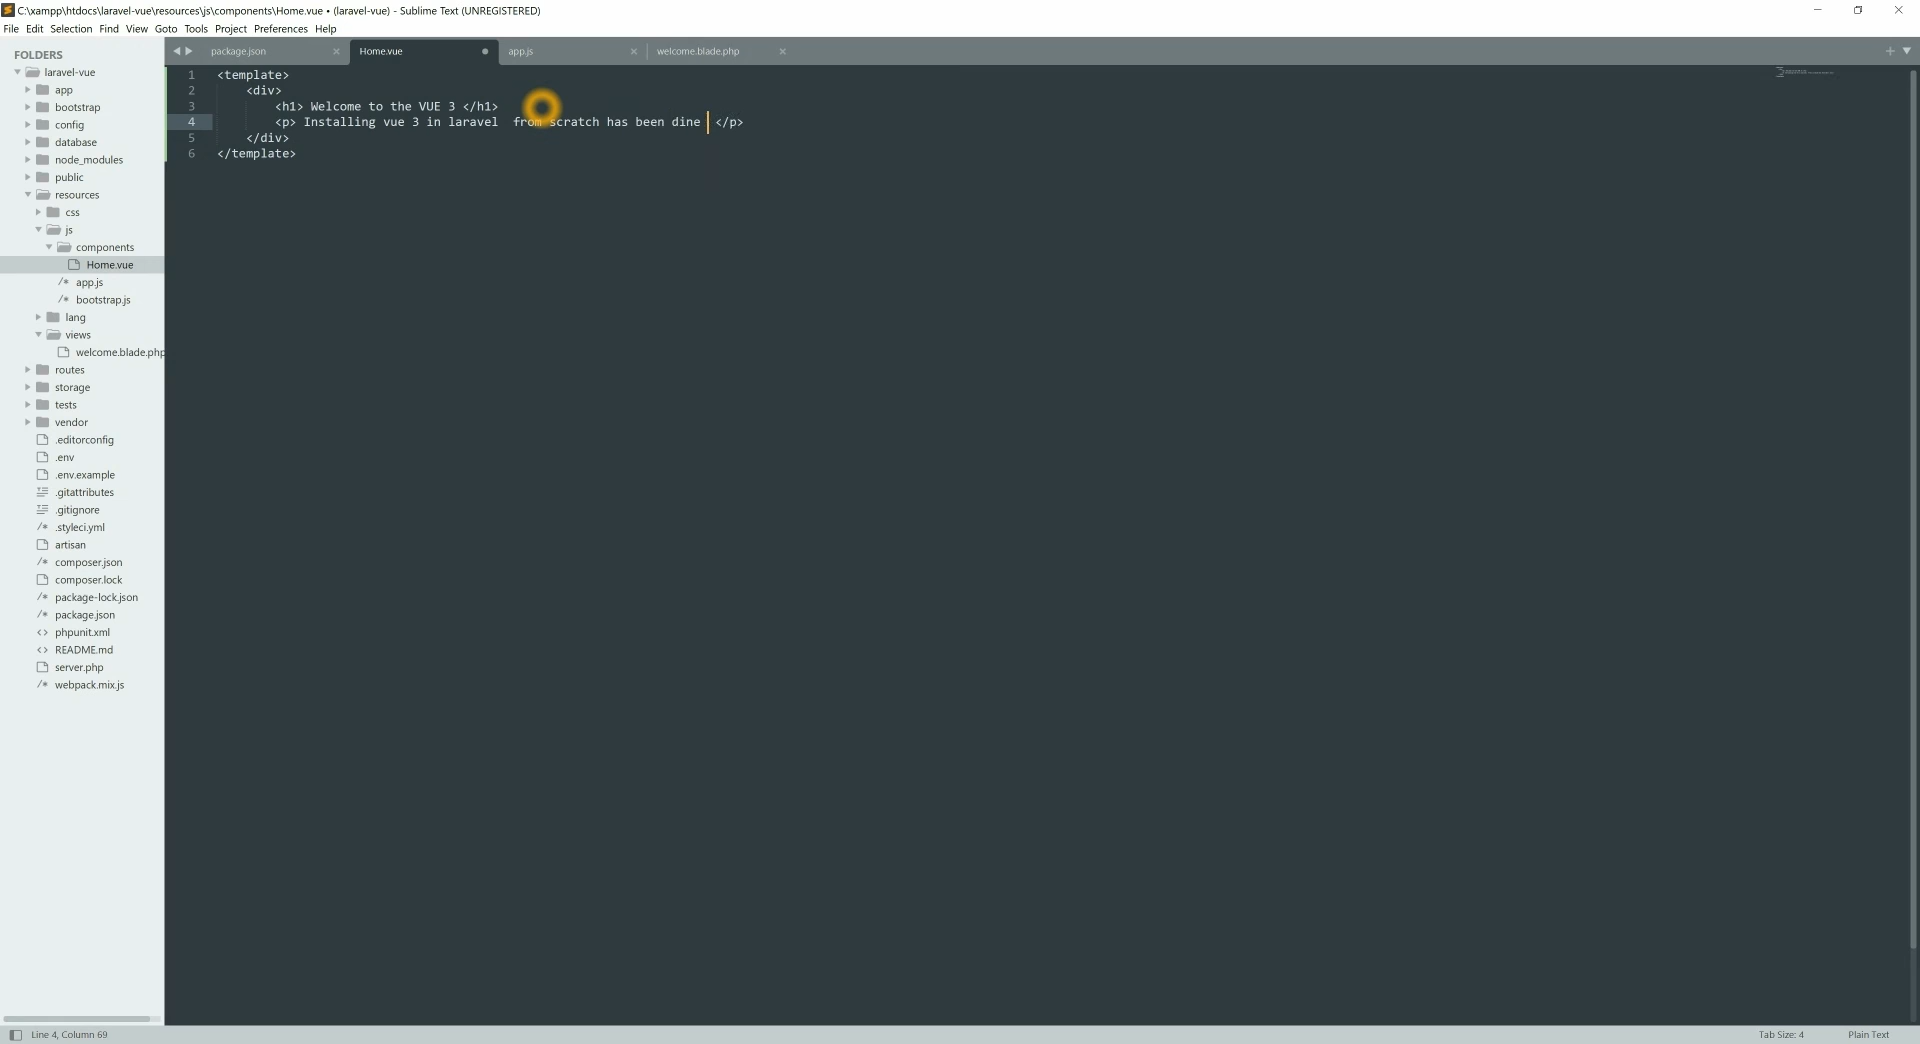 C:\xampp\htdocs\laravel-vue\resources\js\components\Home.vue • (laravel-vue) - Sublime Text (UNREGISTERED)
File Edit Selection Find View Goto Tools Project Preferences Help
FOLDERS
laravel-vue
app
bootstrap
config
database
node_modules
public
resources
css
js
components
Home.vue
app.js
bootstrap.js
lang
views
welcome.blade.php
routes
storage
tests
vendor
.editorconfig
.env
.env.example
.gitattributes
.gitignore
.styleci.yml
artisan
composer.json
composer.lock
package-lock.json
package.json
phpunit.xml
README.md
server.php
webpack.mix.js
package.json Home.vue app.js welcome.blade.php
1 <template>
2 <div>
3 <h1> Welcome to the VUE 3 </h1>
4 <p> Installing vue 3 in laravel  from scratch has been dine  </p>
5 </div>
6 </template>
Line 4, Column 69 Tab Size: 4 Plain Text